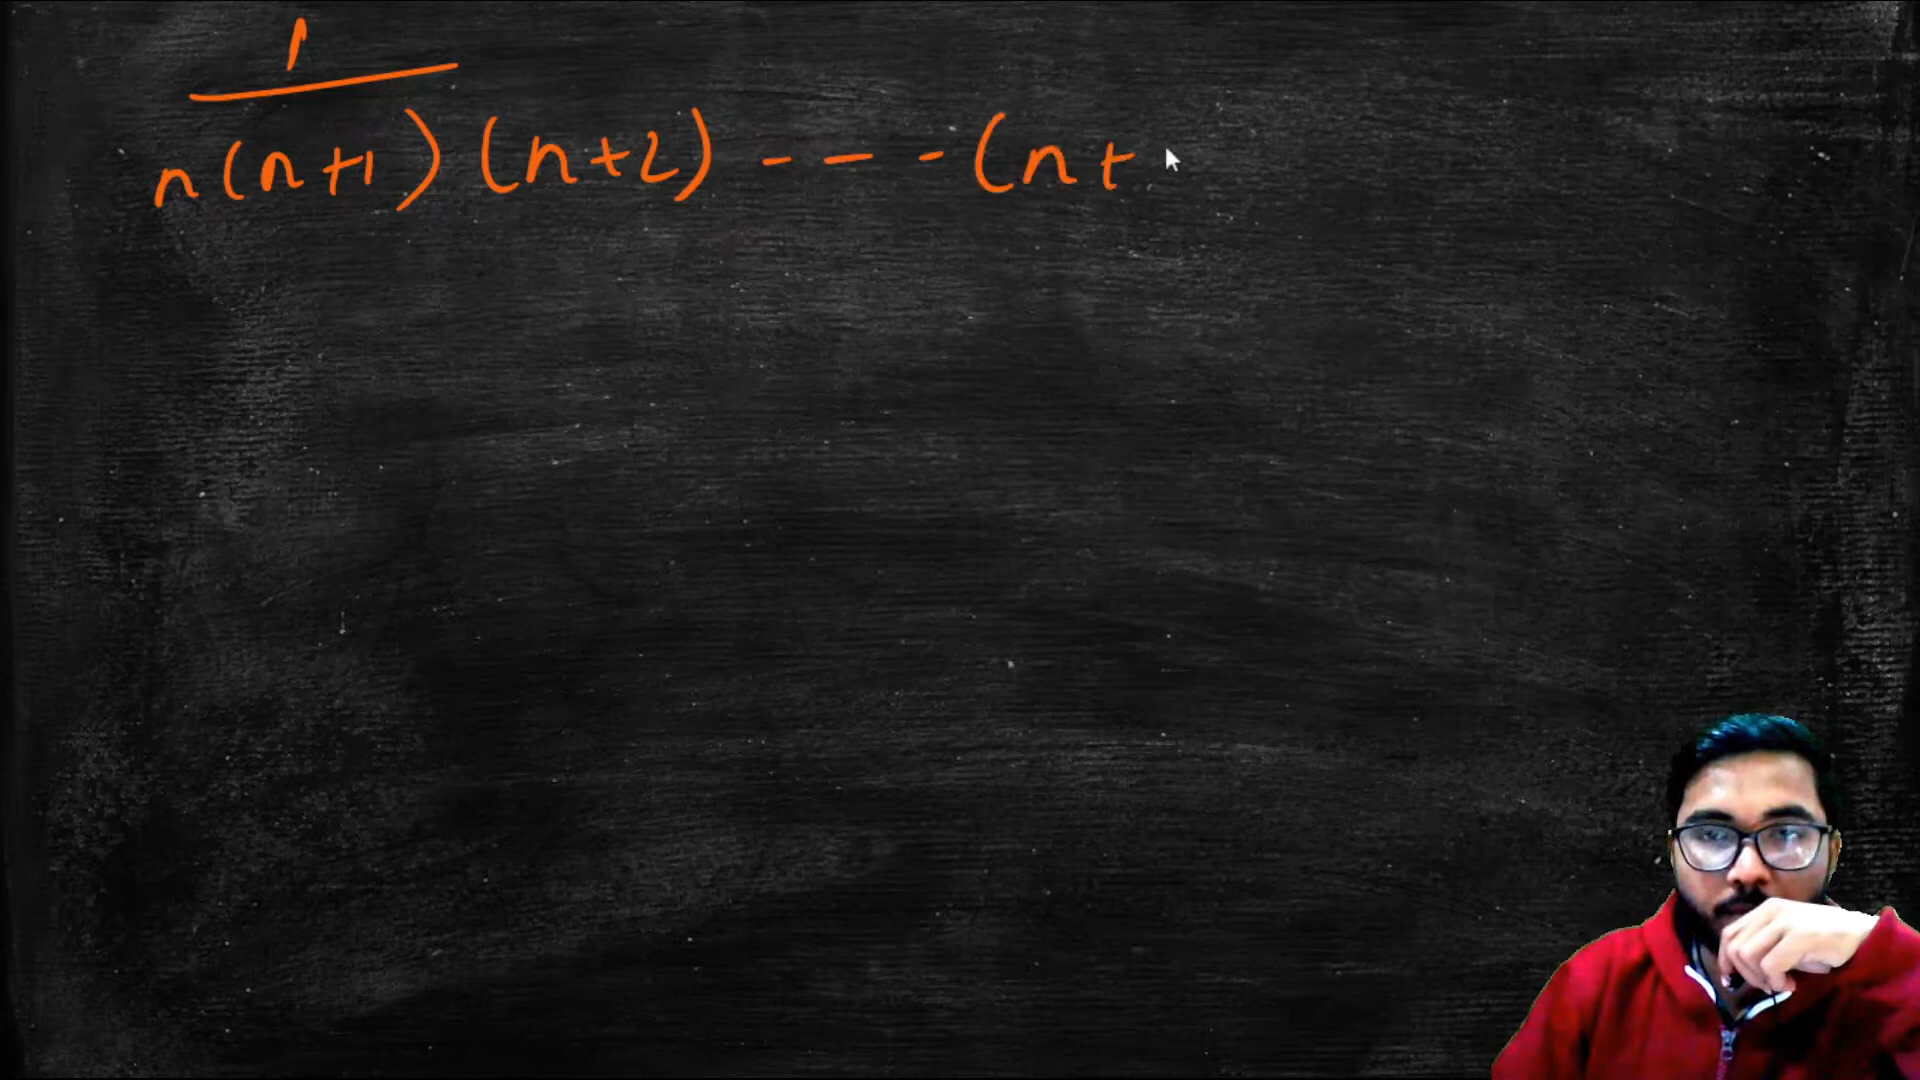 1
n(n+1)(n+2) - - - (n+